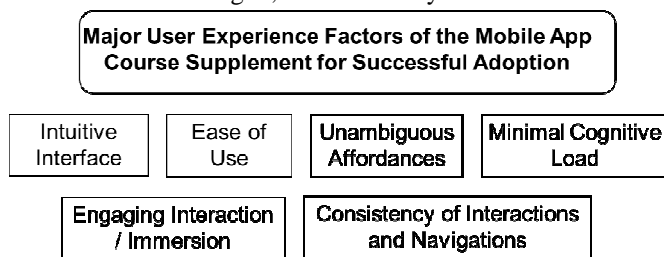 Major User Experience Factors of the Mobile App
Course Supplement for Successful Adoption
Intuitive
Interface
Ease of
Use
Unambiguous
Affordances
Minimal Cognitive
Load
Engaging Interaction
/ Immersion
Consistency of Interactions
and Navigations